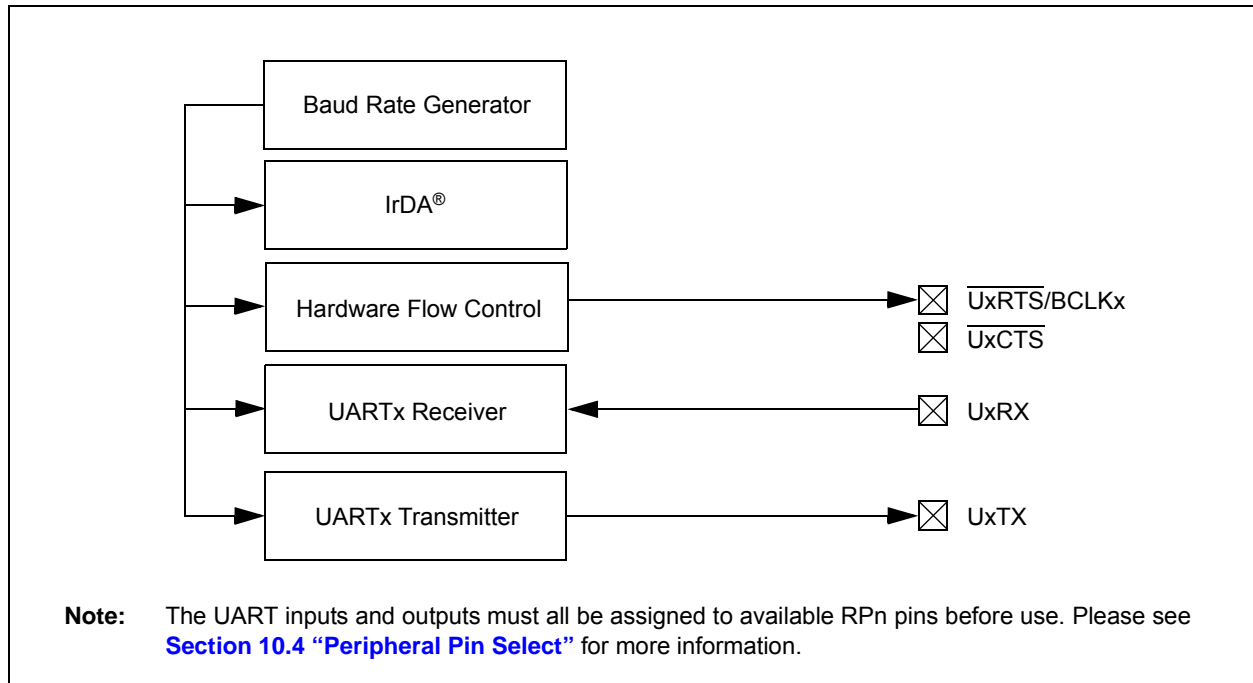 Baud Rate Generator
IrDA®
Hardware Flow Control
UxRTS/BCLKx
UxCTS
UARTx Receiver
UxRX
UARTx Transmitter
UxTX
Note: The UART inputs and outputs must all be assigned to available RPn pins before use. Please see
Section 10.4 “Peripheral Pin Select” for more information.